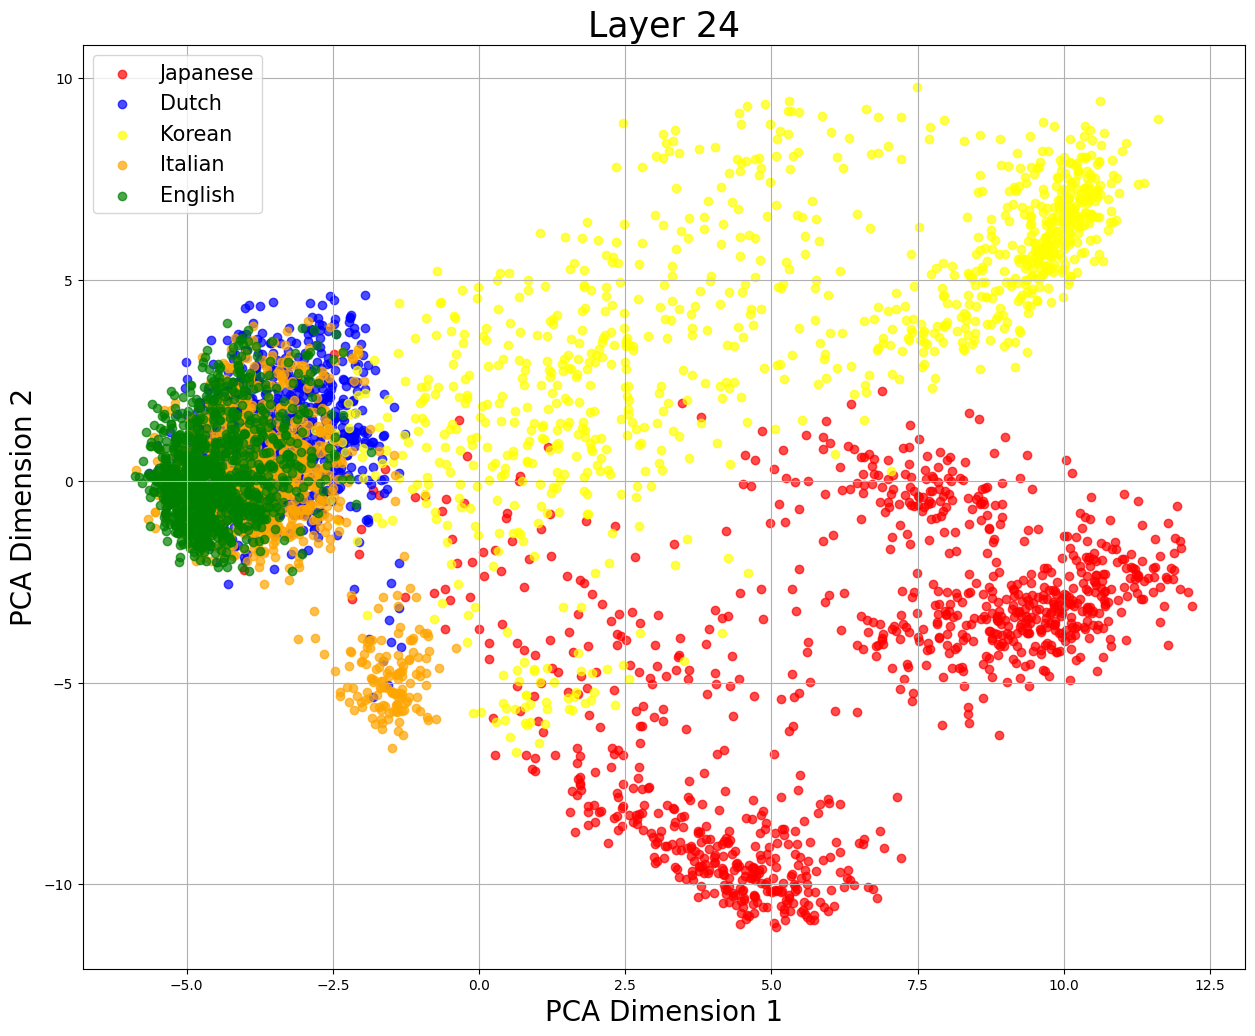 Layer 24
Japanese
Dutch
Korean
Italian
English
10
5
0
−5
−10
PCA Dimension 2
−5.0
−2.5
0.0
2.5
5.0
7.5
10.0
12.5
PCA Dimension 1